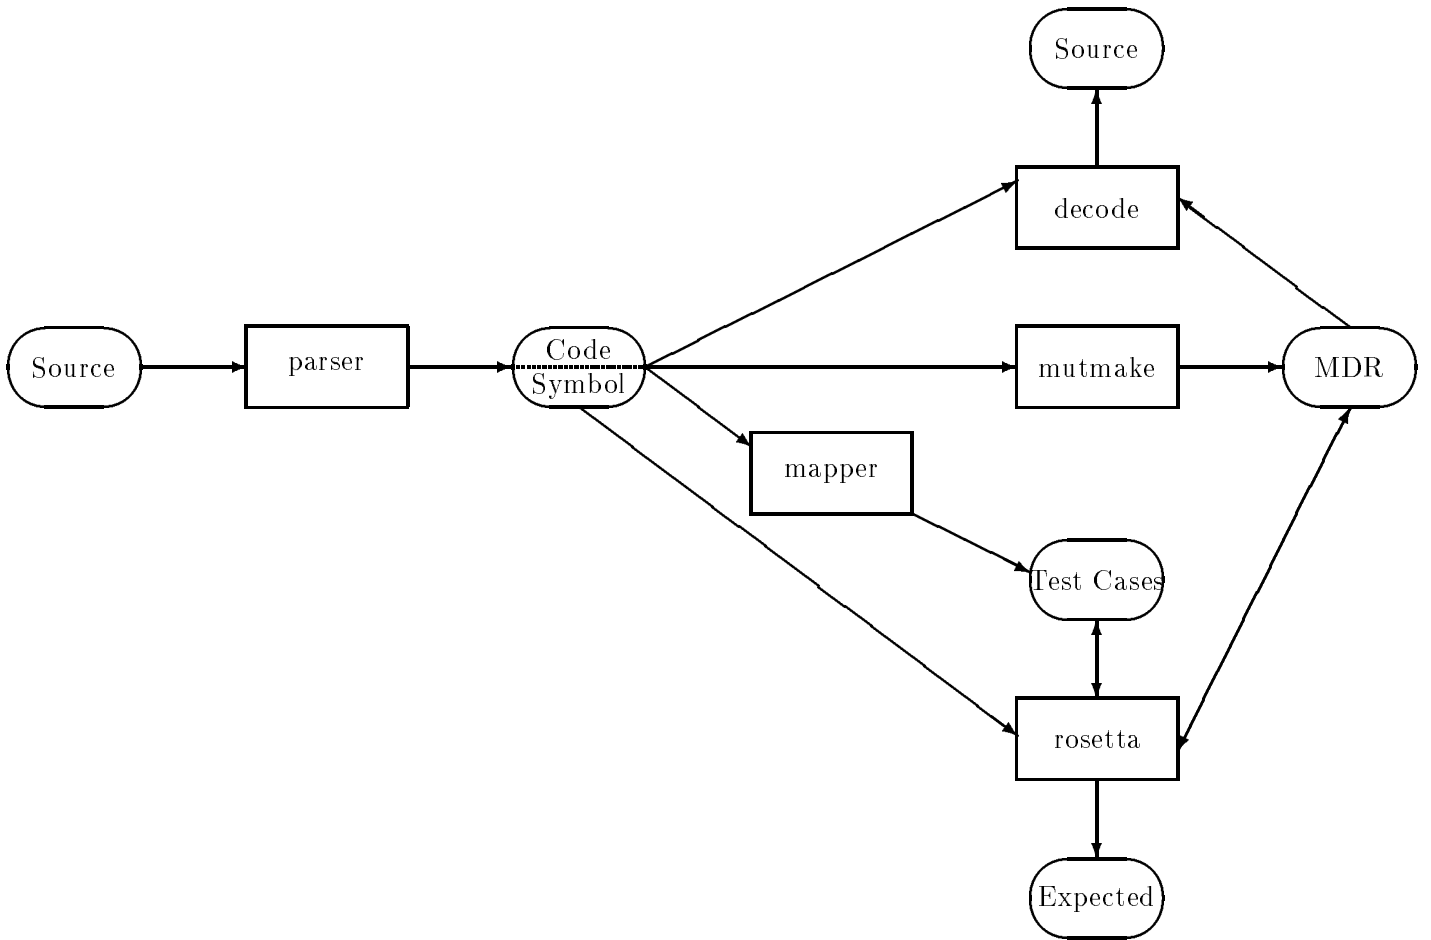 Source
decode
Source
parser
Code
Symbol
mutmake
MDR
mapper
Test Cases
rosetta
Expected